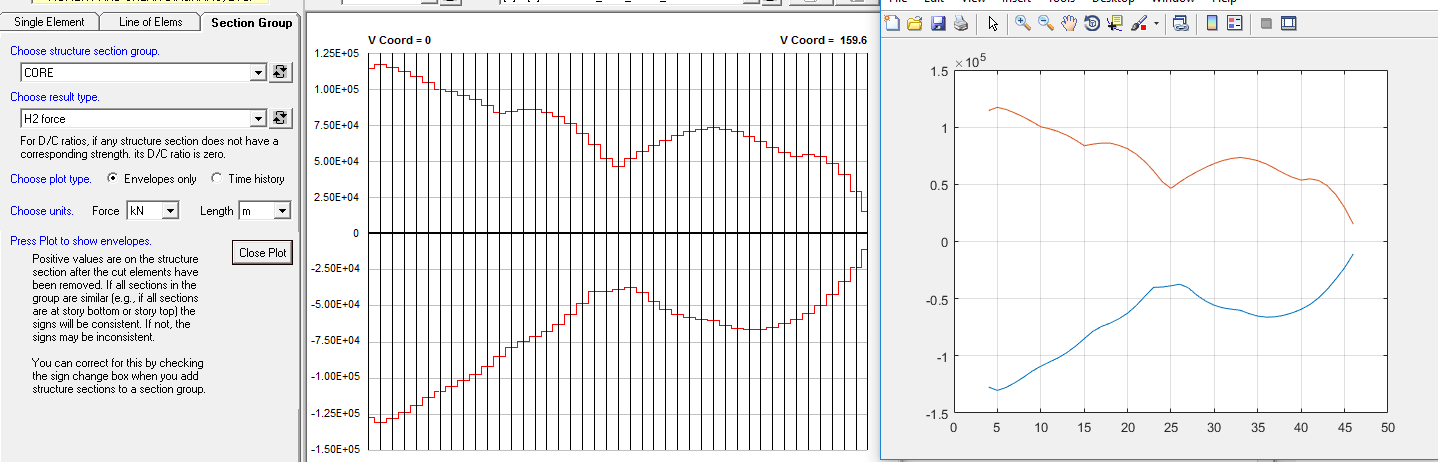 Single Element
Line of Elems
Section Group
Choose structure section group.
CORE
Choose result type.
H2 force
For D/C ratios, if any structure section does not have a
corresponding strength. its D/C ratio is zero.
Choose plot type.
Envelopes only
Time history
Choose units.
Force
kN
Length
m
Press Plot to show envelopes.
Close Plot
Positive values are on the structure
section after the cut elements have
been removed. If all sections in the
group are similar (e.g., if all sections
are at story bottom or story top) the
signs will be consistent. If not, the
signs may be inconsistent.
You can correct for this by checking
the sign change box when you add
structure sections to a section group.
V Coord = 0
V Coord = 159.6
1.25E+05
1.00E+05
7.50E+04
5.00E+04
2.50E+04
0
-2.50E+04
-5.00E+04
-7.50E+04
-1.00E+05
-1.25E+05
-1.50E+05
×10⁵
1.5
1
0.5
0
-0.5
-1
-1.5
0
5
10
15
20
25
30
35
40
45
50